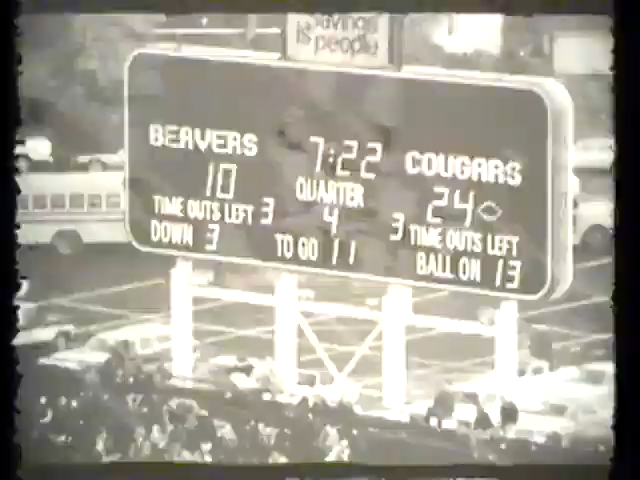 savings
is people
BEAVERS 7:22 COUGARS
10 QUARTER 24
TIME OUTS LEFT 3 4 3 TIME OUTS LEFT
DOWN 3 TO GO 11 BALL ON 13